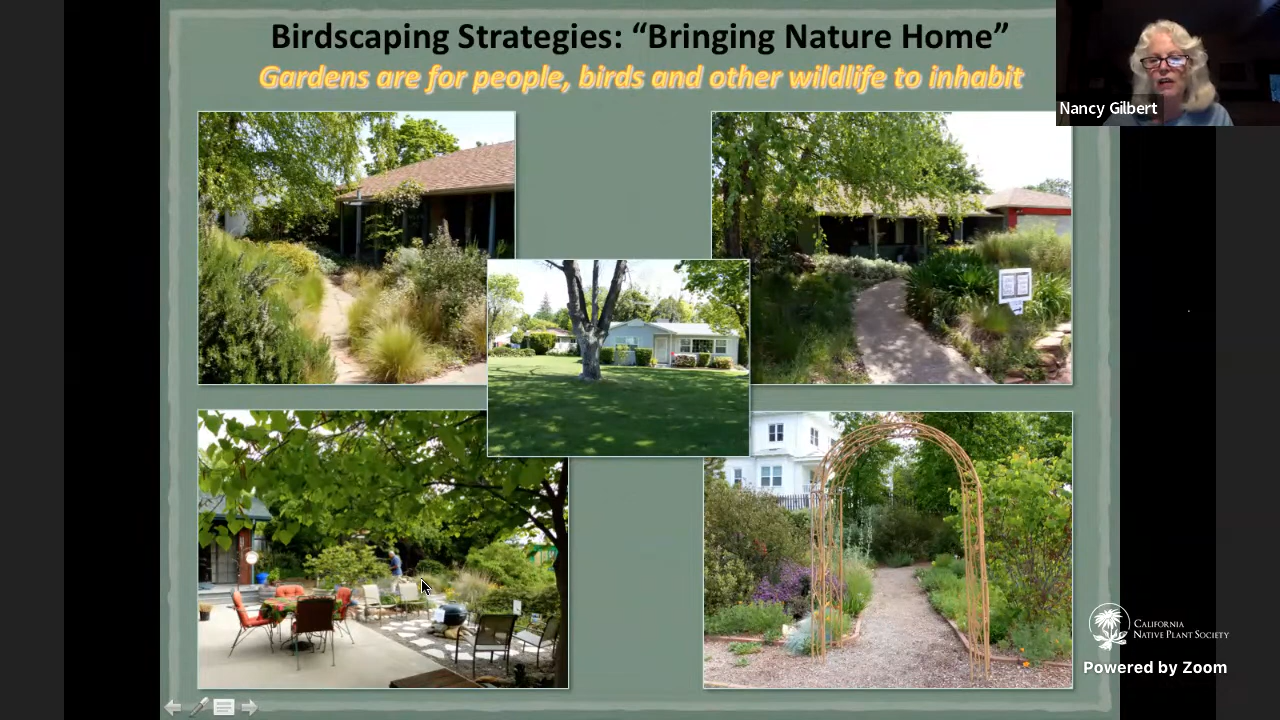 Birdscaping Strategies: “Bringing Nature Home”
Gardens are for people, birds and other wildlife to inhabit
Nancy Gilbert
CALIFORNIA
NATIVE PLANT SOCIETY
Powered by Zoom